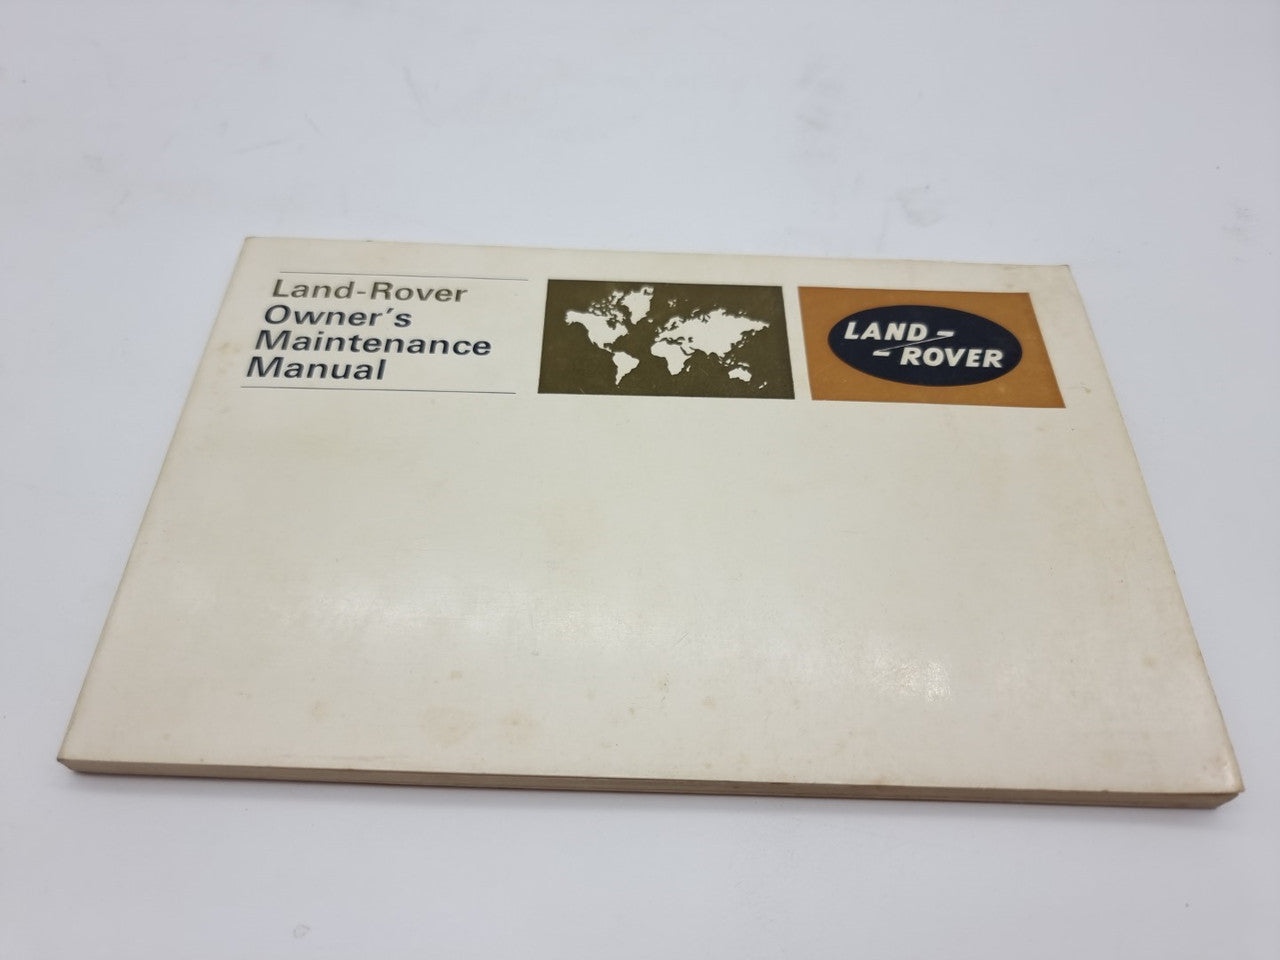 Land-Rover
Owner's
Maintenance
Manual
LAND-
-ROVER